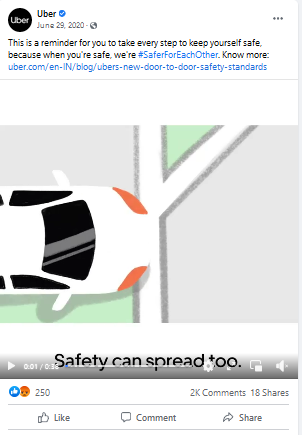 Uber
Uber
June 29, 2020 ·
This is a reminder for you to take every step to keep yourself safe,
because when you're safe, we're #SaferForEachOther. Know more:
uber.com/en-IN/blog/ubers-new-door-to-door-safety-standards
Safety can spread too.
0:01 / 0:36
250
2K Comments 18 Shares
Like
Comment
Share